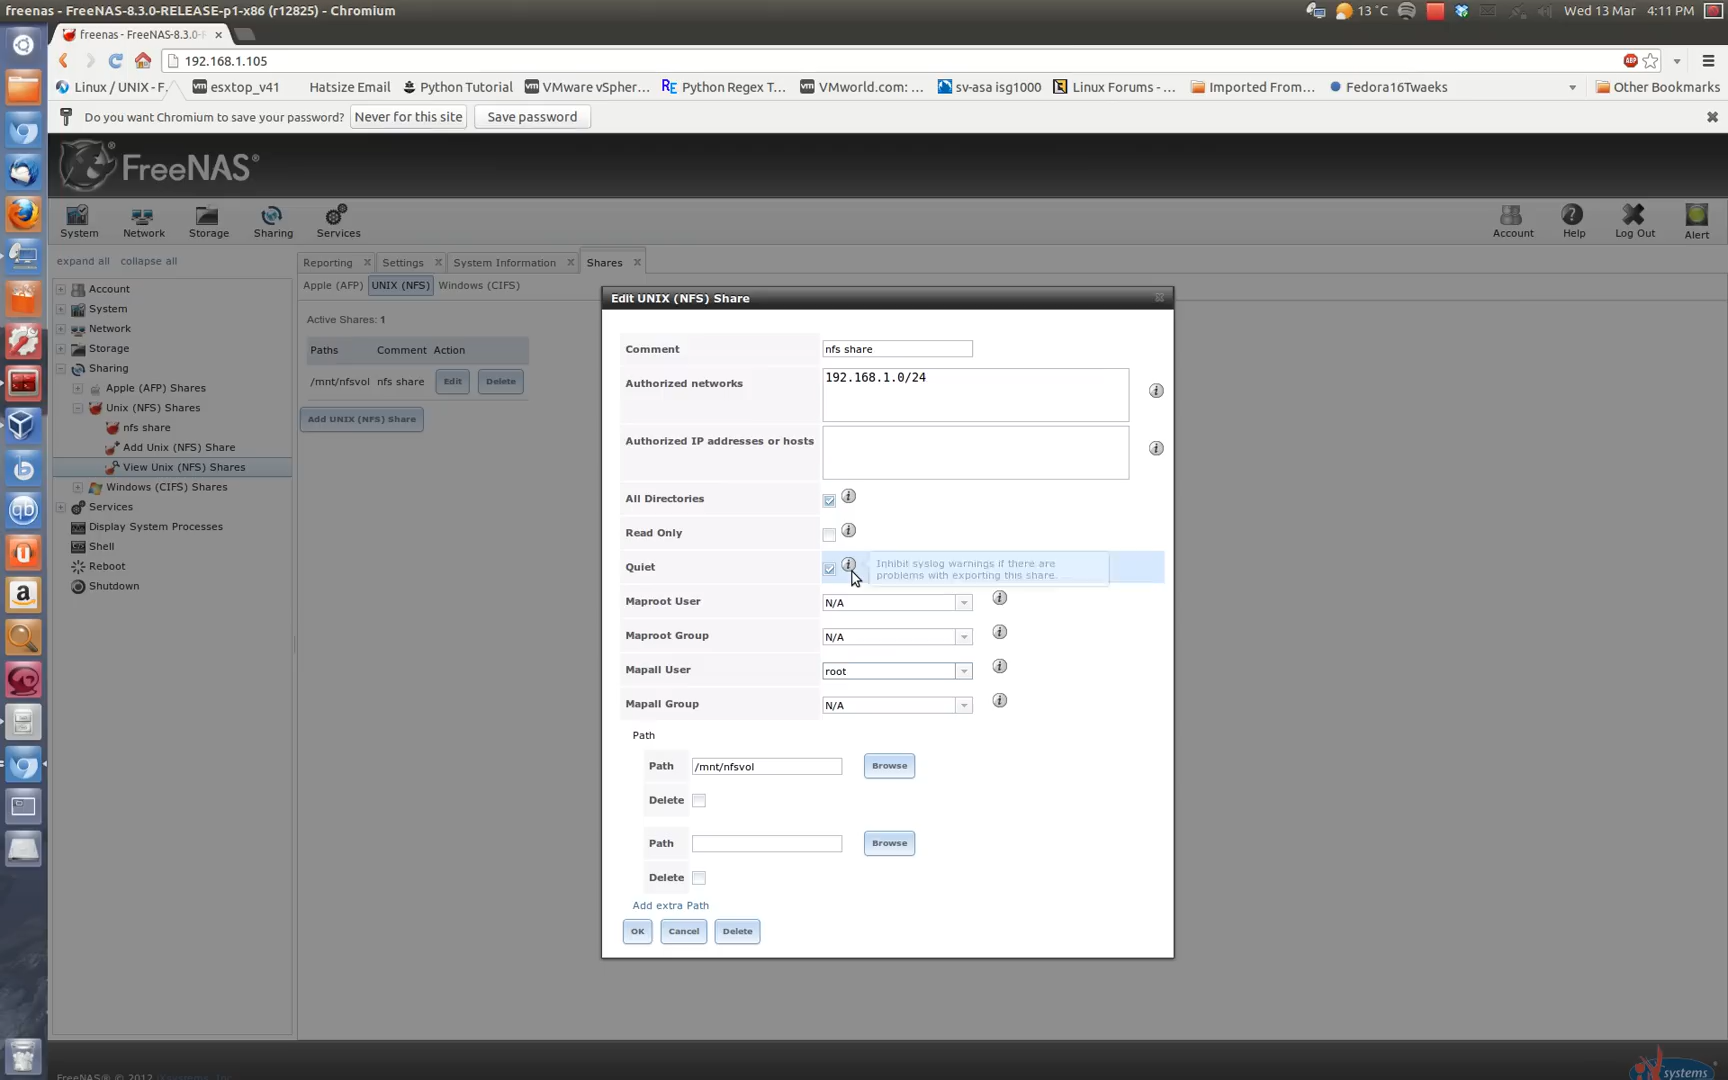 freenas - FreeNAS-8.3.0-RELEASE-p1-x86 (r12825) - Chromium
13 °C
Wed 13 Mar 4:11 PM
freenas - FreeNAS-8.3.0-F
192.168.1.105
ABP
Linux / UNIX - F...
esxtop_v41
Hatsize Email
Python Tutorial
VMware vSpher...
Python Regex T...
VMworld.com: ...
sv-asa isg1000
Linux Forums - ...
Imported From...
Fedora16Tweaks
Other Bookmarks
Do you want Chromium to save your password?
Never for this site
Save password
FreeNAS®
System
Network
Storage
Sharing
Services
Account
Help
Log Out
Alert
expand all
collapse all
Reporting
Settings
System Information
Shares
Apple (AFP)
UNIX (NFS)
Windows (CIFS)
Account
System
Network
Storage
Sharing
Apple (AFP) Shares
Unix (NFS) Shares
nfs share
Add Unix (NFS) Share
View Unix (NFS) Shares
Windows (CIFS) Shares
Services
Display System Processes
Shell
Reboot
Shutdown
Active Shares: 1
Paths Comment Action
/mnt/nfsvol nfs share Edit Delete
Add UNIX (NFS) Share
Edit UNIX (NFS) Share
Comment nfs share
Authorized networks 192.168.1.0/24
Authorized IP addresses or hosts
All Directories
Read Only
Quiet
Inhibit syslog warnings if there are
problems with exporting this share.
Maproot User N/A
Maproot Group N/A
Mapall User root
Mapall Group N/A
Path
Path /mnt/nfsvol Browse
Delete
Path Browse
Delete
Add extra Path
OK Cancel Delete
FreeNAS® © 2012
systems